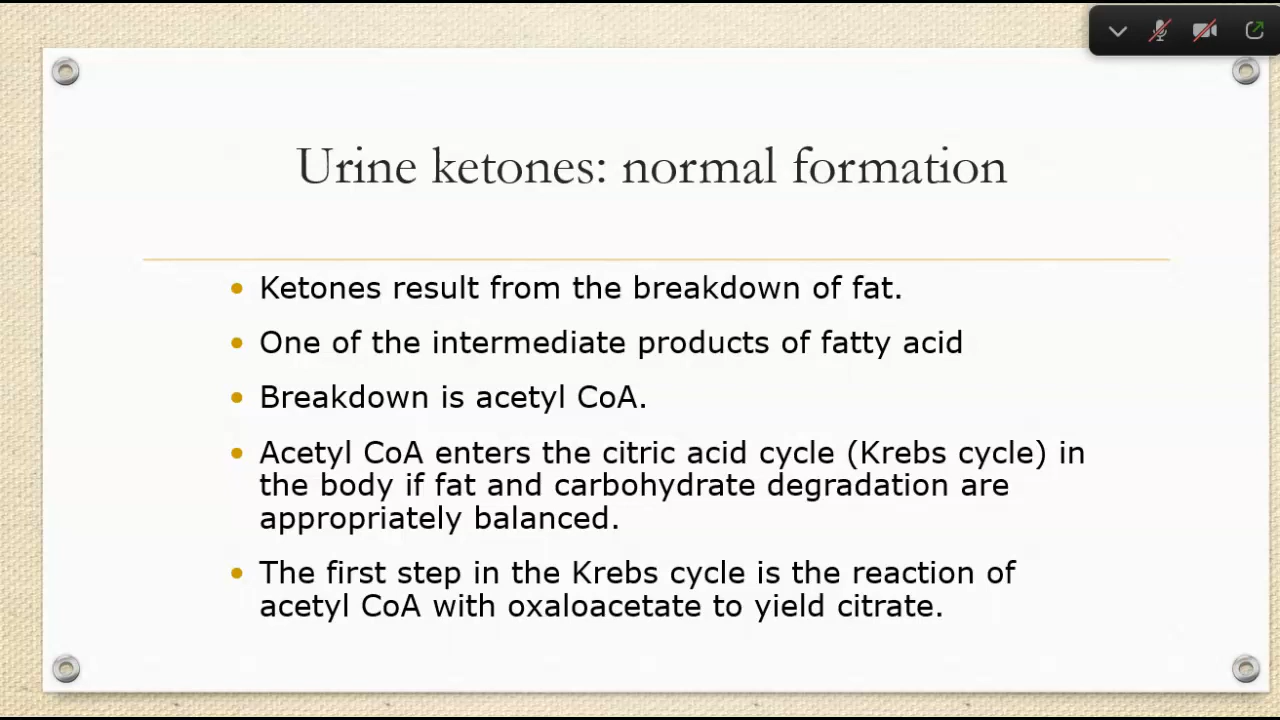 Urine ketones: normal formation
Ketones result from the breakdown of fat.
One of the intermediate products of fatty acid
Breakdown is acetyl CoA.
Acetyl CoA enters the citric acid cycle (Krebs cycle) in
the body if fat and carbohydrate degradation are
appropriately balanced.
The first step in the Krebs cycle is the reaction of
acetyl CoA with oxaloacetate to yield citrate.